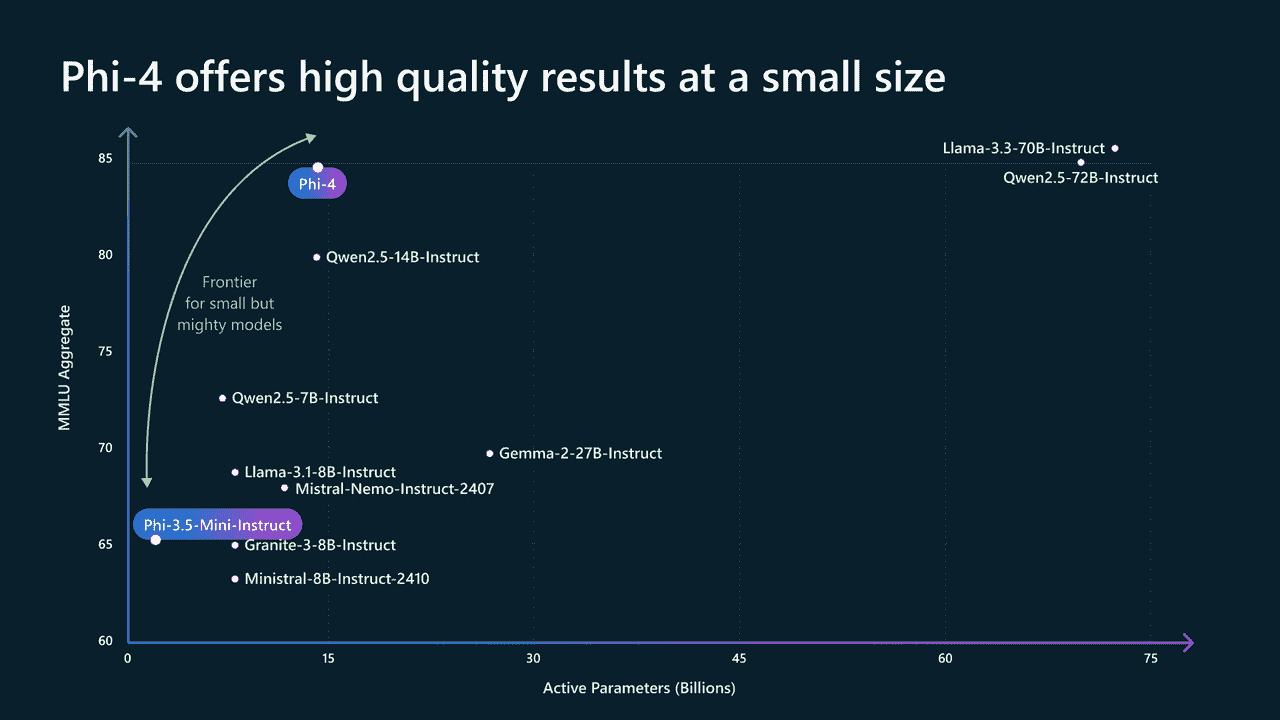 Phi-4 offers high quality results at a small size
MMLU Aggregate
85
80
75
70
65
60
0
15
30
45
60
75
Active Parameters (Billions)
Frontier
for small but
mighty models
Llama-3.3-70B-Instruct
Qwen2.5-72B-Instruct
Phi-4
Qwen2.5-14B-Instruct
Qwen2.5-7B-Instruct
Gemma-2-27B-Instruct
Llama-3.1-8B-Instruct
Mistral-Nemo-Instruct-2407
Phi-3.5-Mini-Instruct
Granite-3-8B-Instruct
Ministral-8B-Instruct-2410